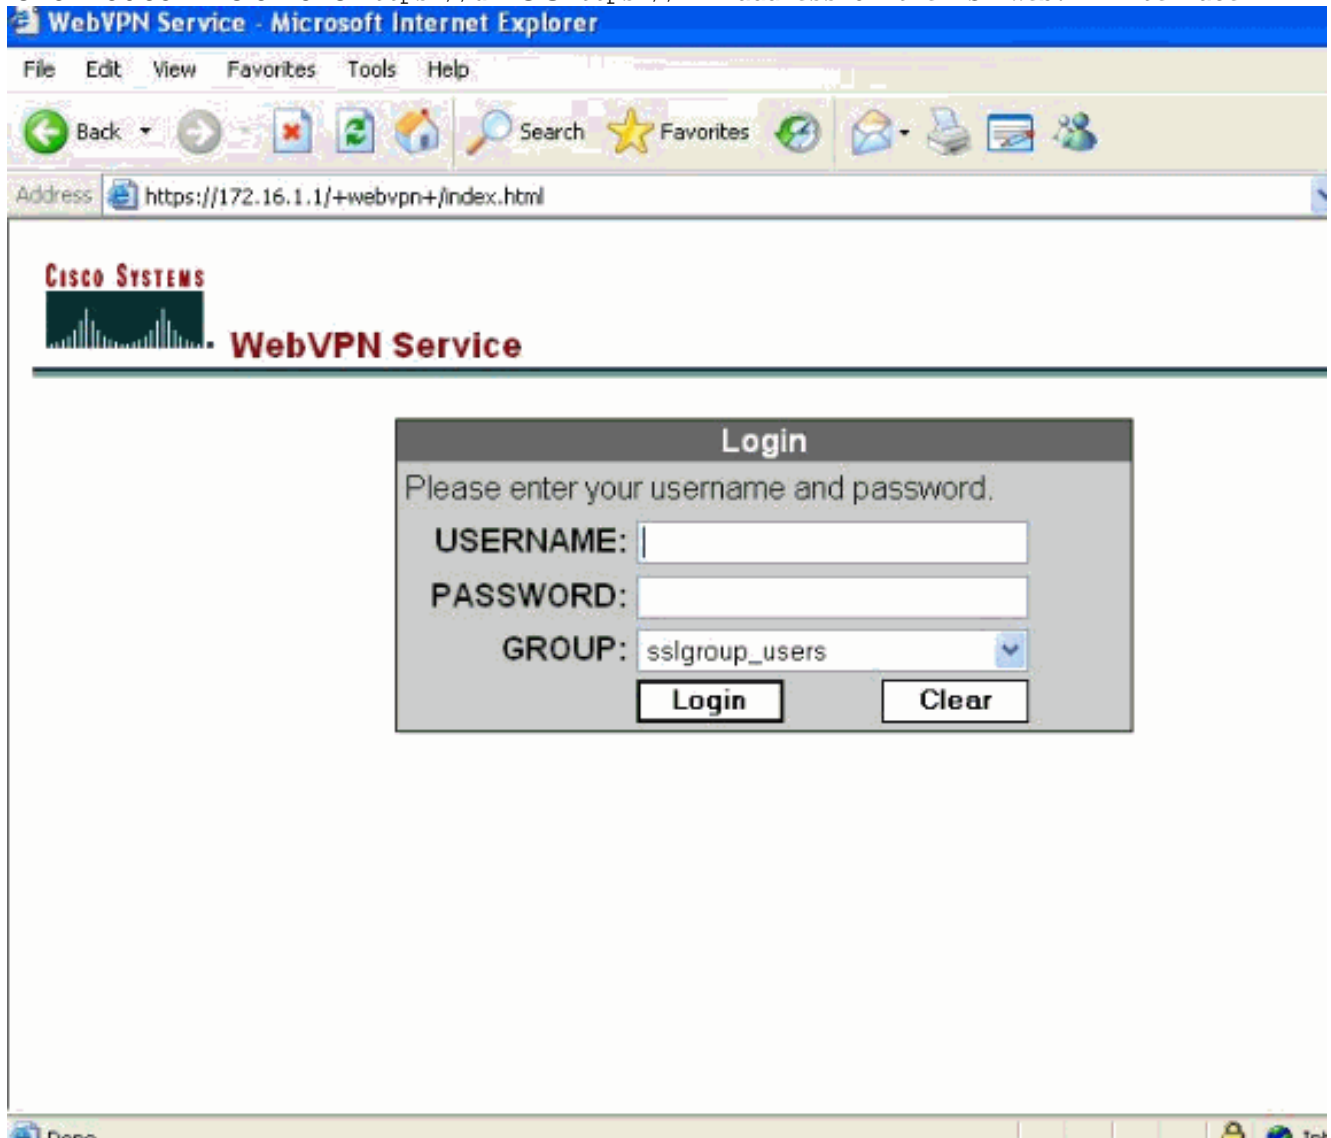 WebVPN Service - Microsoft Internet Explorer
File Edit View Favorites Tools Help
Back Search Favorites
Address https://172.16.1.1/+webvpn+/index.html
CISCO SYSTEMS
WebVPN Service
Login
Please enter your username and password.
USERNAME:
PASSWORD:
GROUP: sslgroup_users
Login Clear